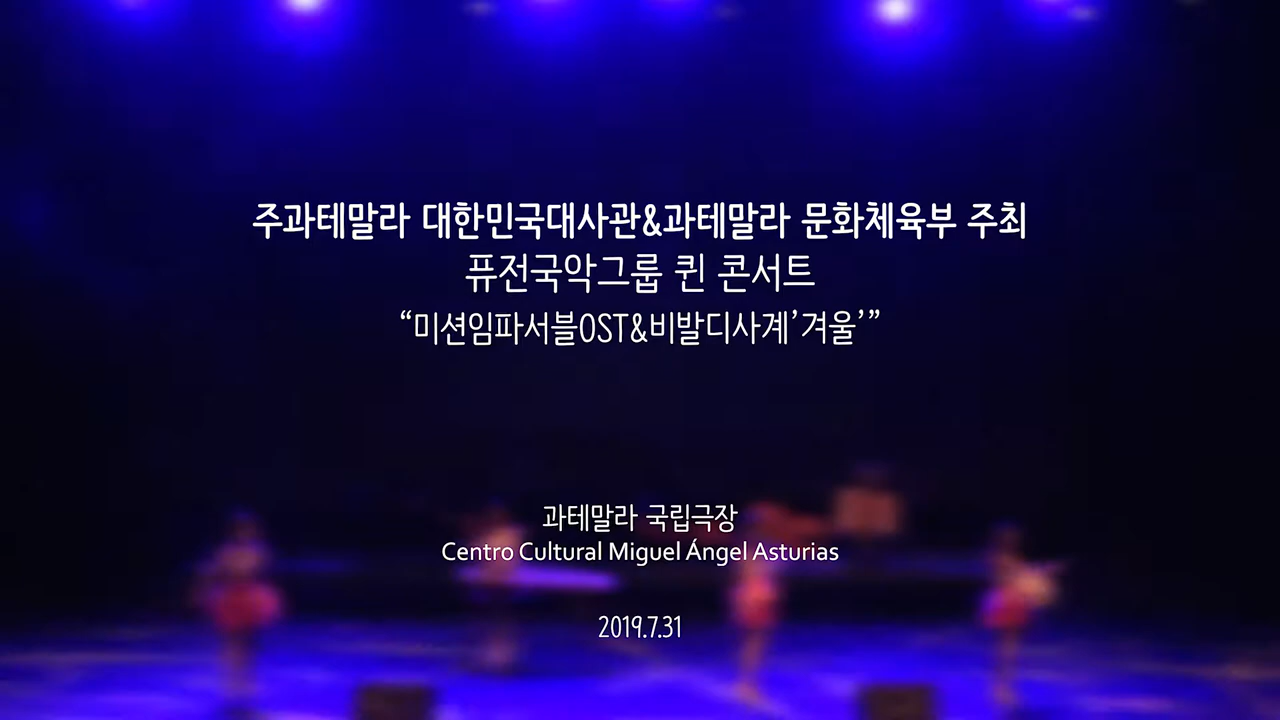 주과테말라 대한민국대사관&과테말라 문화체육부 주최
퓨전국악그룹 퀸 콘서트
“미션임파서블OST&비발디사계’겨울’”
과테말라 국립극장
Centro Cultural Miguel Ángel Asturias
2019.7.31